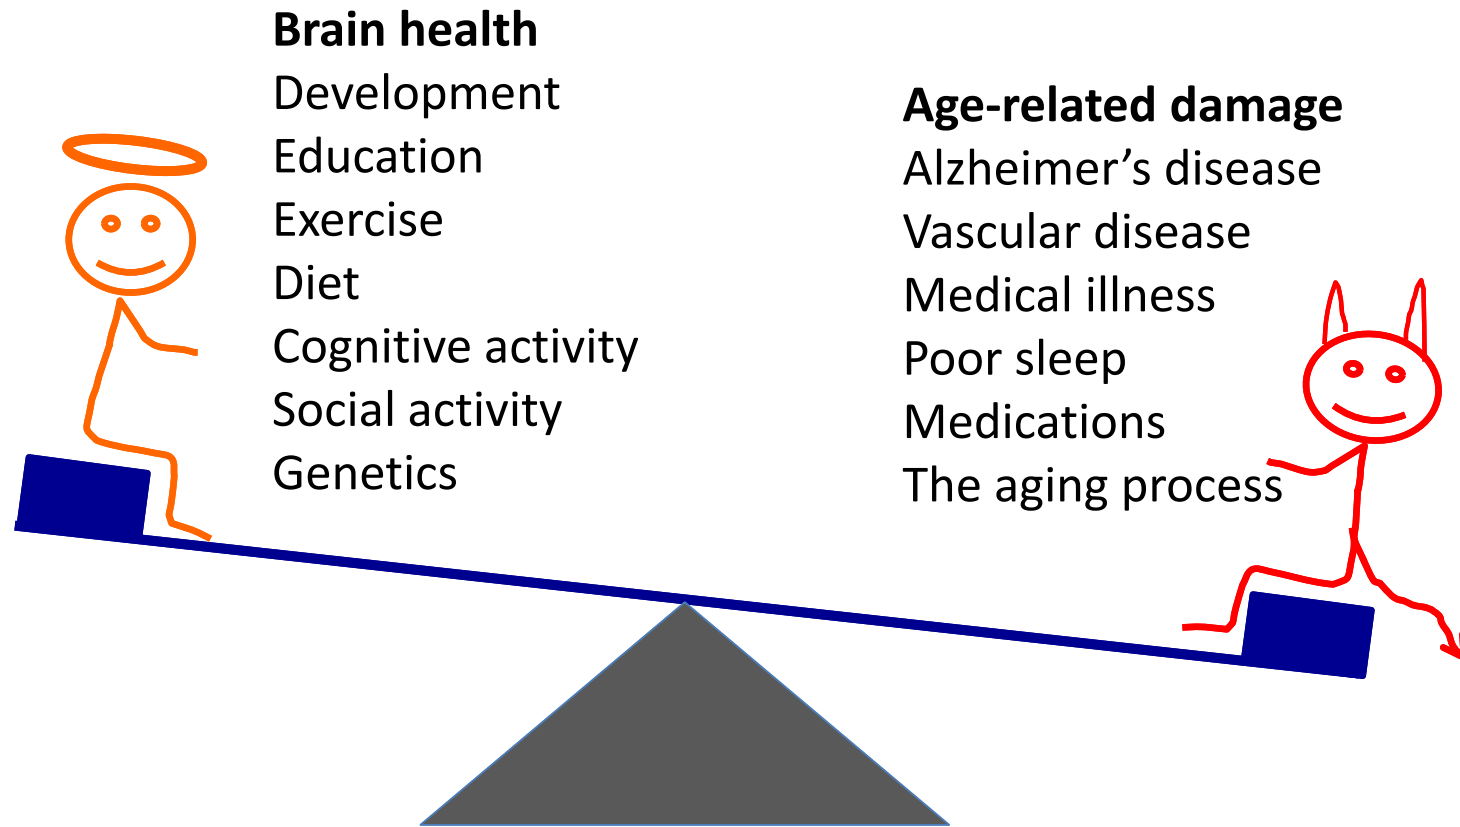 Brain health
Development
Education
Exercise
Diet
Cognitive activity
Social activity
Genetics
Age-related damage
Alzheimer’s disease
Vascular disease
Medical illness
Poor sleep
Medications
The aging process